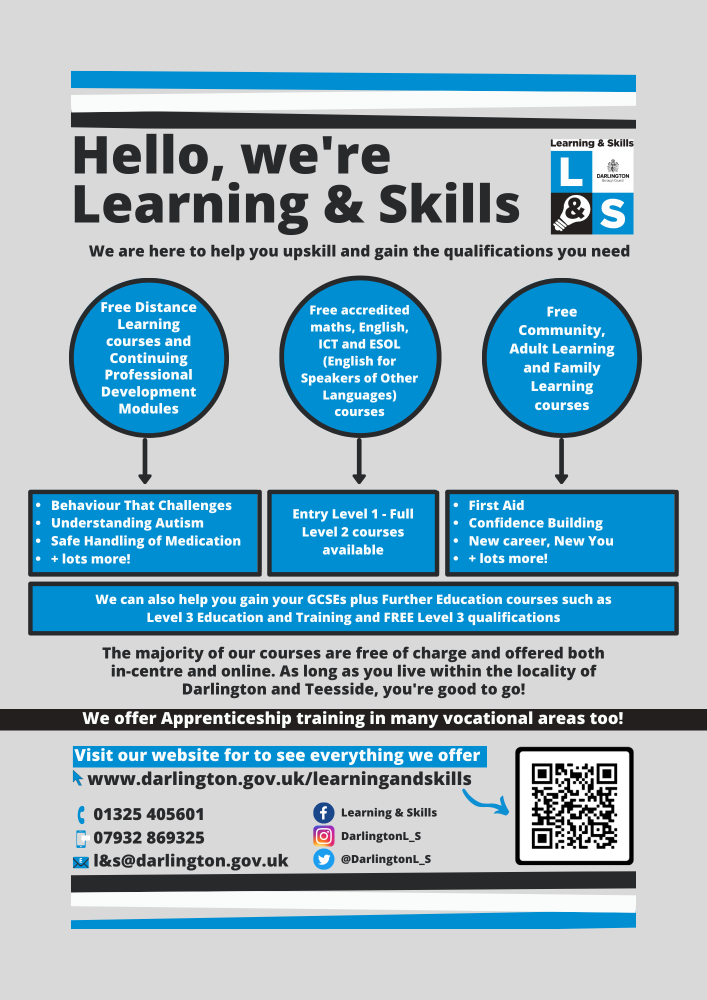 Hello, we're
Learning & Skills
Learning & Skills
L
DARLINGTON
Borough Council
&
S
We are here to help you upskill and gain the qualifications you need
Free Distance
Learning
courses and
Continuing
Professional
Development
Modules
Free accredited
maths, English,
ICT and ESOL
(English for
Speakers of Other
Languages)
courses
Free
Community,
Adult Learning
and Family
Learning
courses
• Behaviour That Challenges
• Understanding Autism
• Safe Handling of Medication
• + lots more!
Entry Level 1 - Full
Level 2 courses
available
• First Aid
• Confidence Building
• New career, New You
• + lots more!
We can also help you gain your GCSEs plus Further Education courses such as
Level 3 Education and Training and FREE Level 3 qualifications
The majority of our courses are free of charge and offered both
in-centre and online. As long as you live within the locality of
Darlington and Teesside, you're good to go!
We offer Apprenticeship training in many vocational areas too!
Visit our website for to see everything we offer
www.darlington.gov.uk/learningandskills
01325 405601
07932 869325
E
l&s@darlington.gov.uk
Learning & Skills
DarlingtonL_S
@DarlingtonL_S